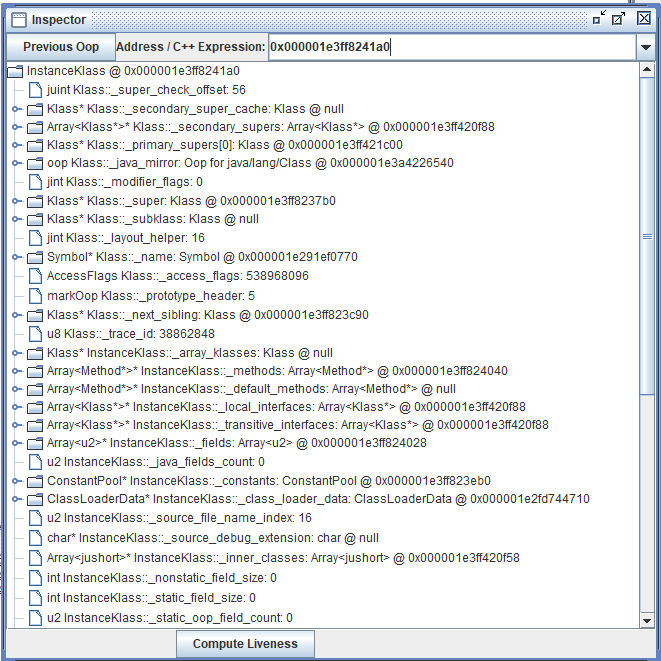 Inspector
Previous Oop Address / C++ Expression: 0x000001e3ff8241a0
InstanceKlass @ 0x000001e3ff8241a0
juint Klass::_super_check_offset: 56
Klass* Klass::_secondary_super_cache: Klass @ null
Array<Klass*>* Klass::_secondary_supers: Array<Klass*> @ 0x000001e3ff420f88
Klass* Klass::_primary_supers[0]: Klass @ 0x000001e3ff421c00
oop Klass::_java_mirror: Oop for java/lang/Class @ 0x000001e3a4226540
jint Klass::_modifier_flags: 0
Klass* Klass::_super: Klass @ 0x000001e3ff8237b0
Klass* Klass::_subklass: Klass @ null
jint Klass::_layout_helper: 16
Symbol* Klass::_name: Symbol @ 0x000001e291ef0770
AccessFlags Klass::_access_flags: 538968096
markOop Klass::_prototype_header: 5
Klass* Klass::_next_sibling: Klass @ 0x000001e3ff823c90
u8 Klass::_trace_id: 38862848
Klass* InstanceKlass::_array_klasses: Klass @ null
Array<Method*>* InstanceKlass::_methods: Array<Method*> @ 0x000001e3ff824040
Array<Method*>* InstanceKlass::_default_methods: Array<Method*> @ null
Array<Klass*>* InstanceKlass::_local_interfaces: Array<Klass*> @ 0x000001e3ff420f88
Array<Klass*>* InstanceKlass::_transitive_interfaces: Array<Klass*> @ 0x000001e3ff420f88
Array<u2>* InstanceKlass::_fields: Array<u2> @ 0x000001e3ff824028
u2 InstanceKlass::_java_fields_count: 0
ConstantPool* InstanceKlass::_constants: ConstantPool @ 0x000001e3ff823eb0
ClassLoaderData* InstanceKlass::_class_loader_data: ClassLoaderData @ 0x000001e2fd744710
u2 InstanceKlass::_source_file_name_index: 16
char* InstanceKlass::_source_debug_extension: char @ null
Array<jushort>* InstanceKlass::_inner_classes: Array<jushort> @ 0x000001e3ff420f58
int InstanceKlass::_nonstatic_field_size: 0
int InstanceKlass::_static_field_size: 0
u2 InstanceKlass::_static_oop_field_count: 0
Compute Liveness